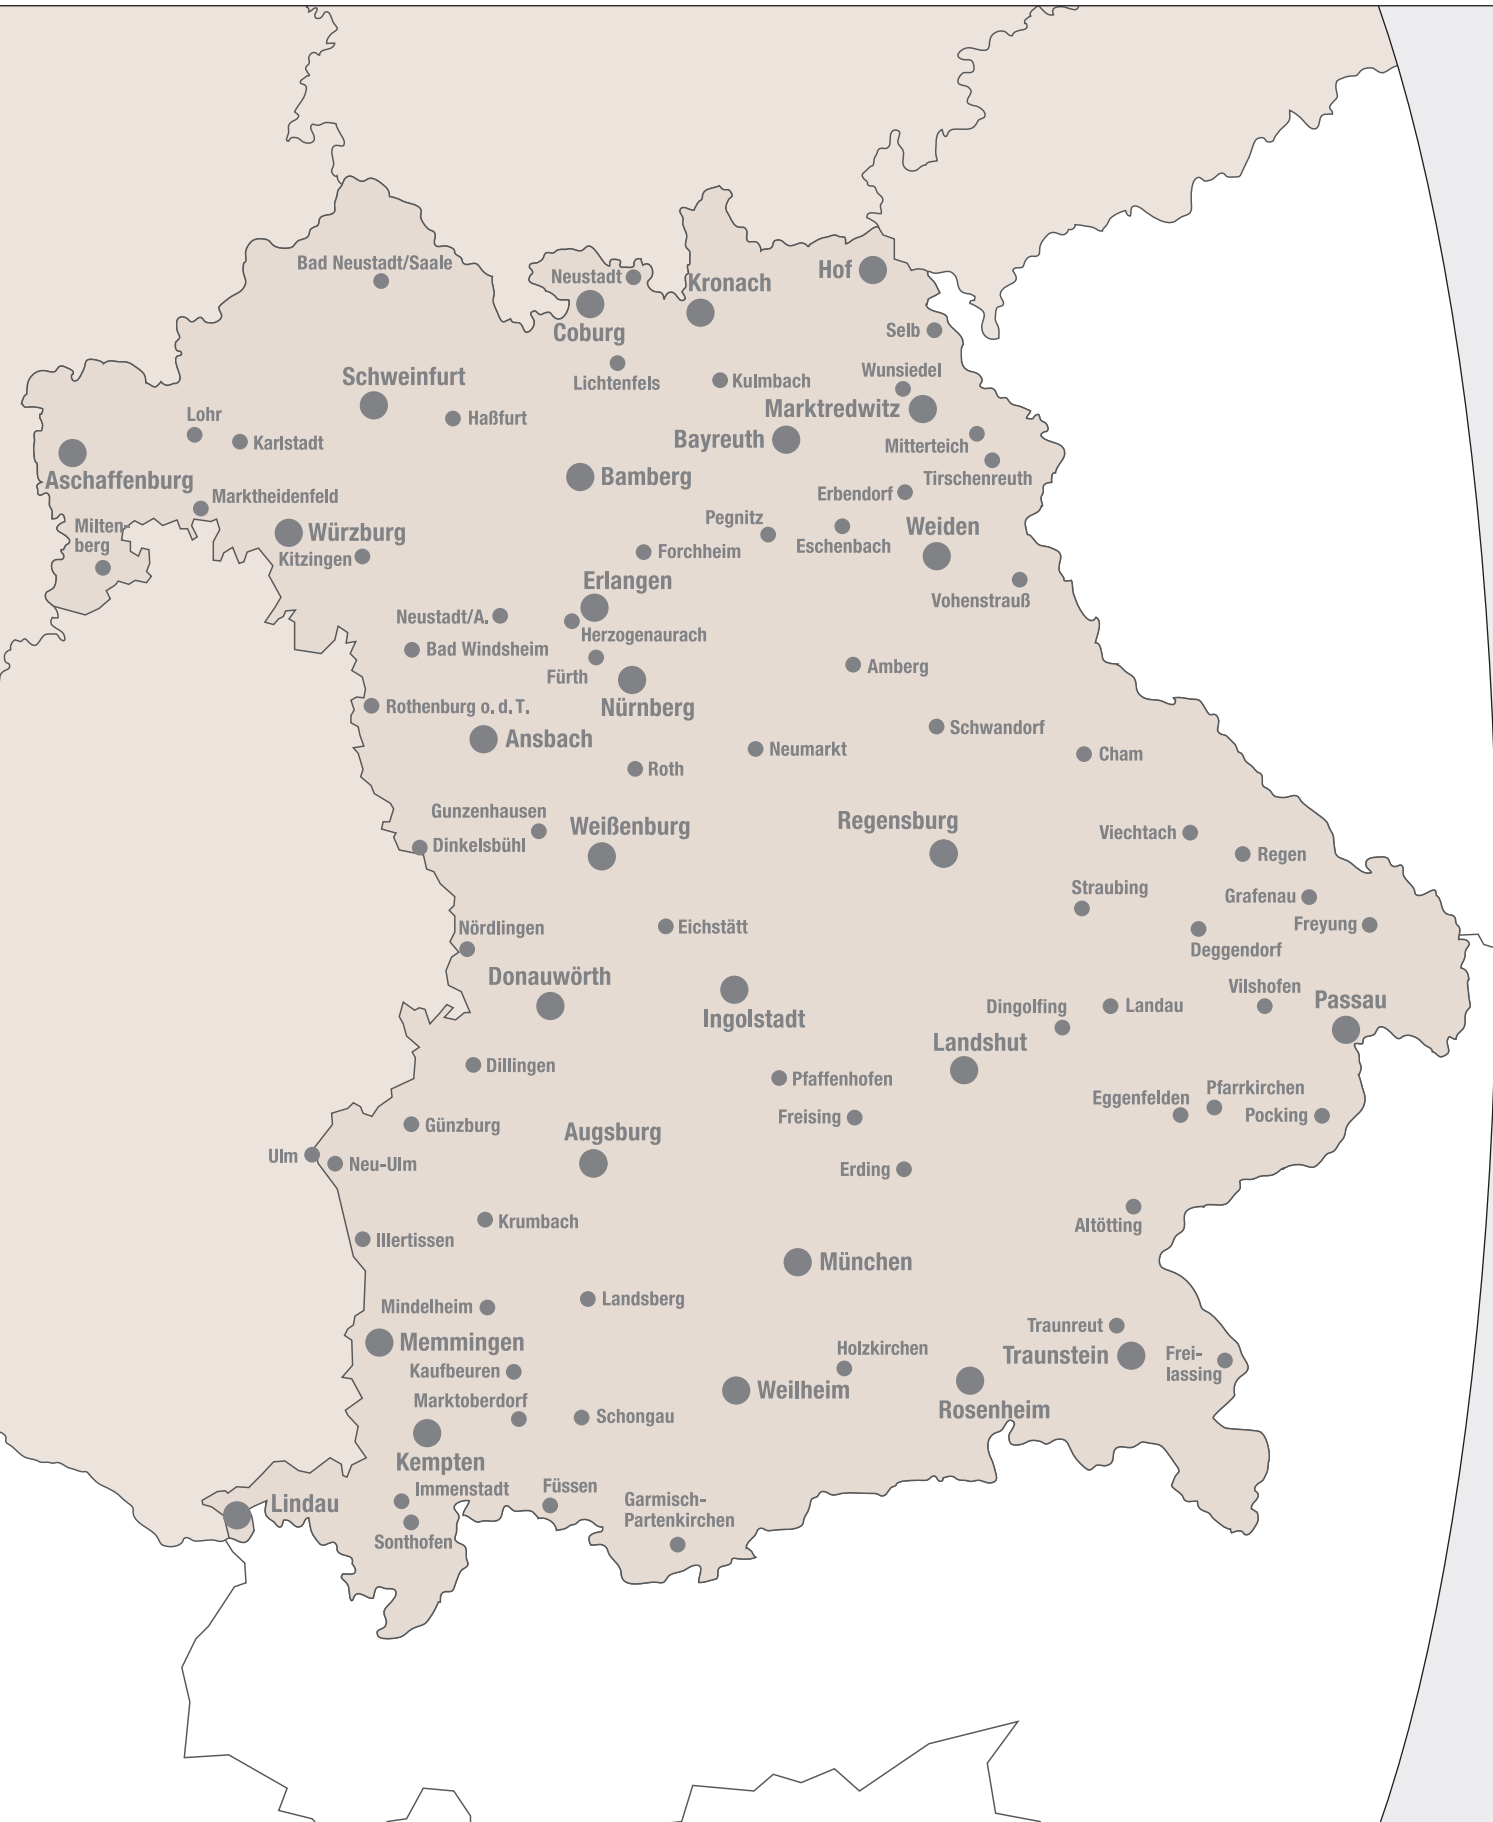 Bad Neustadt/Saale
Neustadt
Hof
Kronach
Coburg
Selb
Lichtenfels
Wunsiedel
Schweinfurt
Kulmbach
Marktredwitz
Lohr
Haßfurt
Karlstadt
Bayreuth
Mitterteich
Aschaffenburg
Bamberg
Tirschenreuth
Marktheidenfeld
Erbendorf
Milten-
berg
Würzburg
Pegnitz
Weiden
Eschenbach
Kitzingen
Forchheim
Erlangen
Vohenstrauß
Neustadt/A.
Herzogenaurach
Bad Windsheim
Fürth
Amberg
Rothenburg o. d. T.
Nürnberg
Schwandorf
Ansbach
Neumarkt
Cham
Roth
Gunzenhausen
Weißenburg
Regensburg
Viechtach
Dinkelsbühl
Regen
Straubing
Grafenau
Nördlingen
Eichstätt
Freyung
Deggendorf
Donauwörth
Vilshofen
Passau
Ingolstadt
Dingolfing
Landau
Landshut
Dillingen
Pfaffenhofen
Eggenfelden
Pfarrkirchen
Freising
Pocking
Günzburg
Augsburg
Ulm
Neu-Ulm
Erding
Krumbach
Altötting
Illertissen
München
Mindelheim
Landsberg
Traunreut
Memmingen
Holzkirchen
Traunstein
Frei-
lassing
Kaufbeuren
Weilheim
Marktoberdorf
Schongau
Rosenheim
Kempten
Immenstadt
Füssen
Lindau
Garmisch-
Partenkirchen
Sonthofen